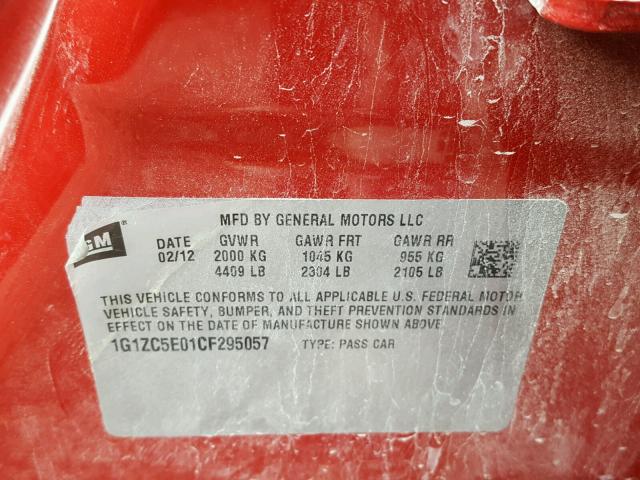 MFD BY GENERAL MOTORS LLC
GM
DATE GVWR GAWR FRT GAWR RR
02/12 2000 KG 1045 KG 955 KG
4409 LB 2304 LB 2105 LB
THIS VEHICLE CONFORMS TO ALL APPLICABLE U.S. FEDERAL MOTOR
VEHICLE SAFETY, BUMPER, AND THEFT PREVENTION STANDARDS IN
EFFECT ON THE DATE OF MANUFACTURE SHOWN ABOVE.
1G1ZC5E01CF295057 TYPE: PASS CAR